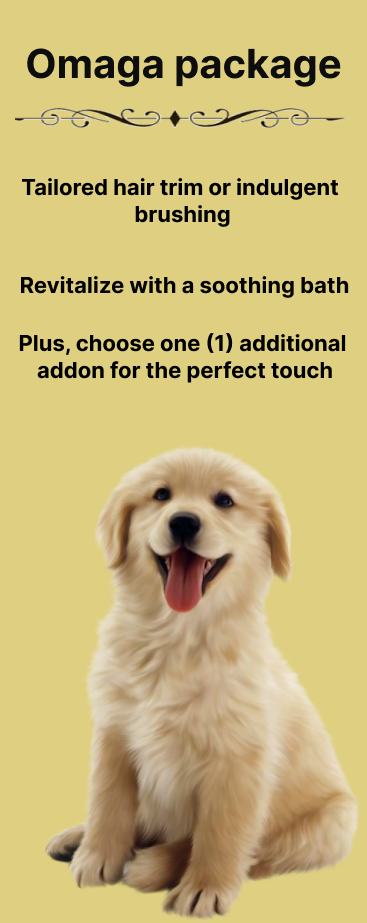 Omaga package
Tailored hair trim or indulgent
brushing
Revitalize with a soothing bath
Plus, choose one (1) additional
addon for the perfect touch